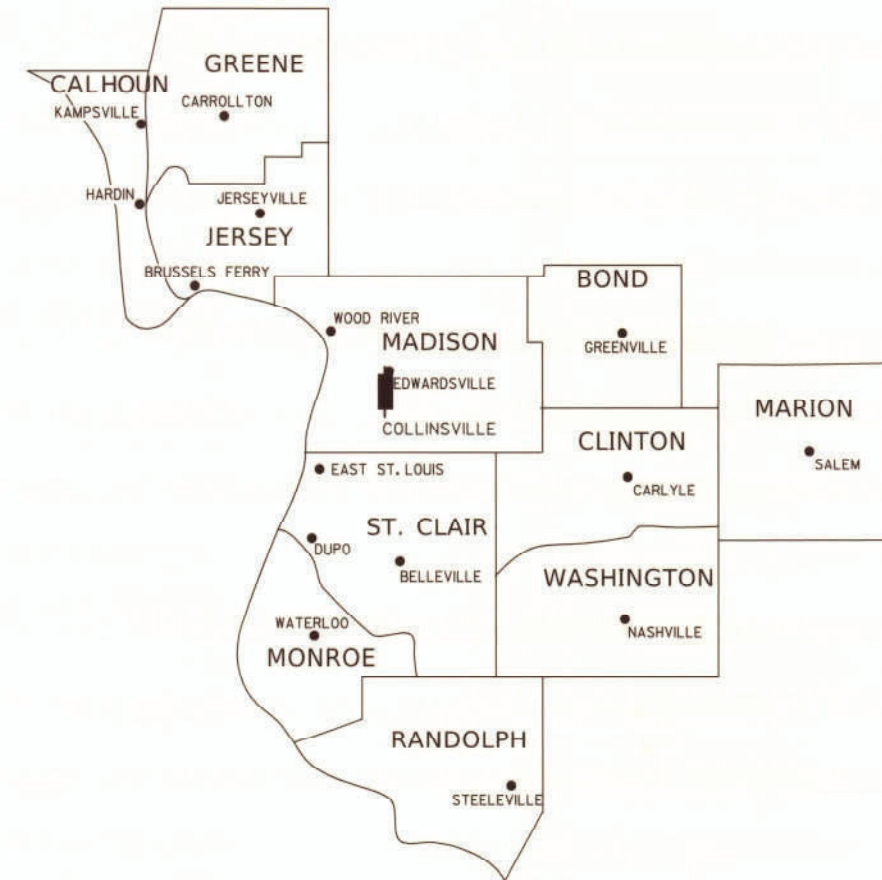 GREENE
CALHOUN
CARROLLTON
KAMPSVILLE
HARDIN
JERSEYVILLE
JERSEY
BRUSSELS FERRY
BOND
WOOD RIVER
MADISON
GREENVILLE
EDWARDSVILLE
MARION
COLLINSVILLE
CLINTON
EAST ST. LOUIS
SALEM
CARLYLE
ST. CLAIR
DUPO
BELLEVILLE
WASHINGTON
WATERLOO
NASHVILLE
MONROE
RANDOLPH
STEELEVILLE